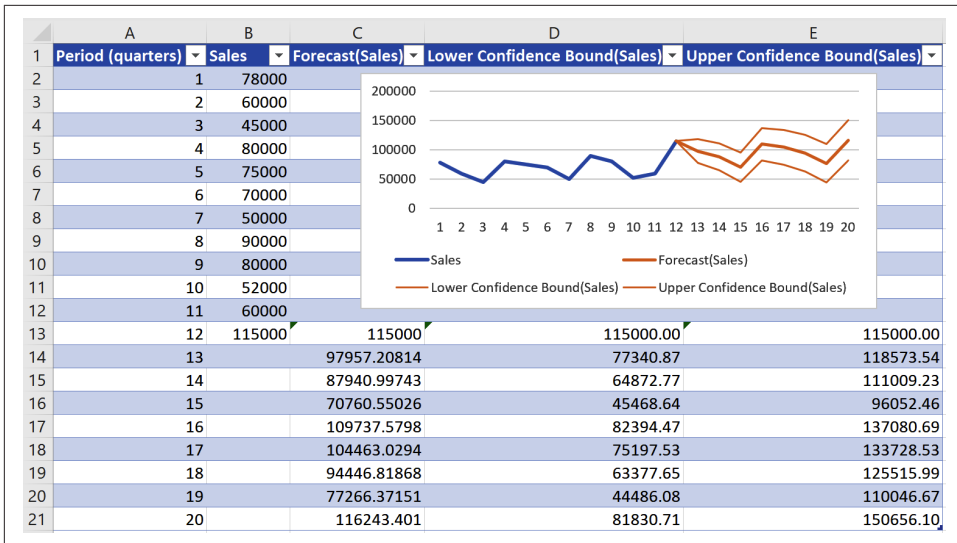 A B C D E
1 Period (quarters) Sales Forecast(Sales) Lower Confidence Bound(Sales) Upper Confidence Bound(Sales)
2 1 78000
3 2 60000
4 3 45000
5 4 80000
6 5 75000
7 6 70000
8 7 50000
9 8 90000
10 9 80000
11 10 52000
12 11 60000
200000
150000
100000
50000
0
1 2 3 4 5 6 7 8 9 10 11 12 13 14 15 16 17 18 19 20
Sales Forecast(Sales)
Lower Confidence Bound(Sales) Upper Confidence Bound(Sales)
13 12 115000 115000 115000.00 115000.00
14 13 97957.20814 77340.87 118573.54
15 14 87940.99743 64872.77 111009.23
16 15 70760.55026 45468.64 96052.46
17 16 109737.5798 82394.47 137080.69
18 17 104463.0294 75197.53 133728.53
19 18 94446.81868 63377.65 125515.99
20 19 77266.37151 44486.08 110046.67
21 20 116243.401 81830.71 150656.10